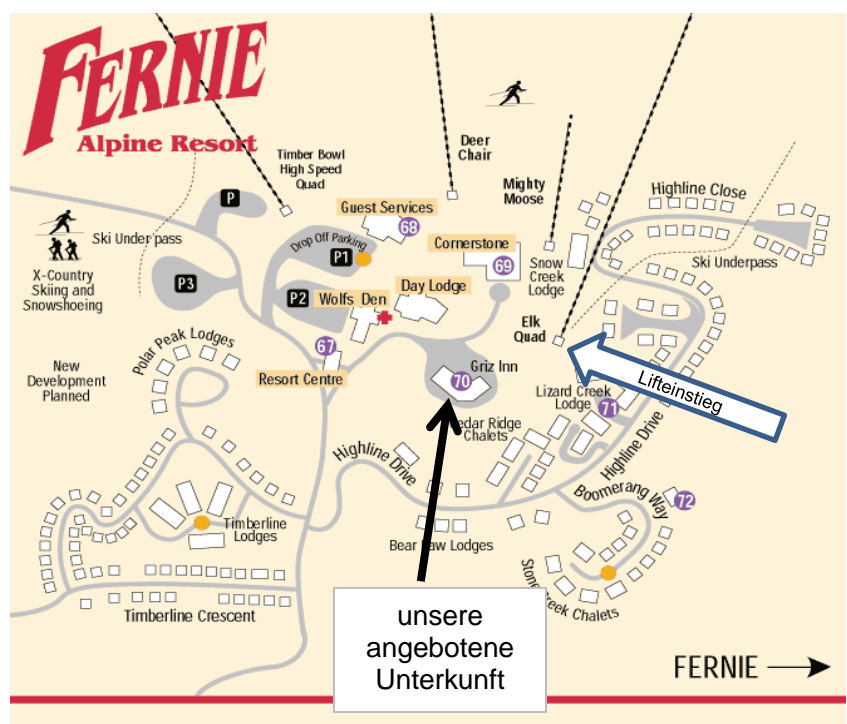 FERNIE
Alpine Resort
Timber Bowl
High Speed
Quad
Deer
Chair
Mighty
Moose
Highline Close
P
Guest Services
68
Ski Underpass
Drop Off Parking
P1
Cornerstone
69
Snow
Creek
Lodge
Ski Underpass
X-Country
Skiing and
Snowshoeing
P3
P2
Wolfs Den
Day Lodge
Elk
Quad
Polar Peak Lodges
67
Resort Centre
Griz Inn
70
Lifteinstieg
New
Development
Planned
Lizard Creek
Lodge
71
edar Ridge
Chalets
Highline Drive
Highline Drive
Boomerang Way
72
Timberline
Lodges
Bear Paw Lodges
Stone Creek Chalets
Timberline Crescent
unsere
angebotene
Unterkunft
FERNIE